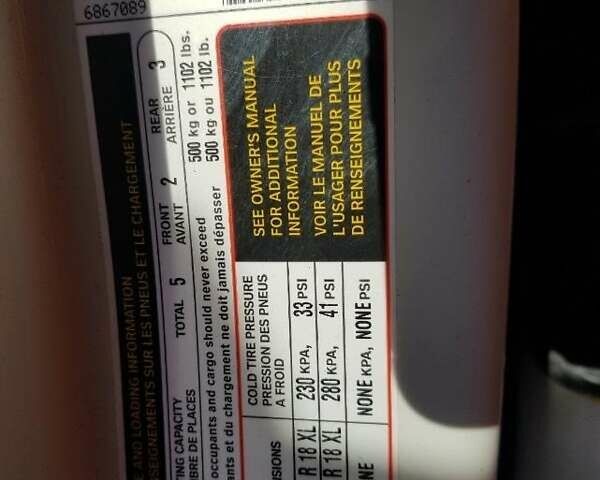 6867089
E AND LOADING INFORMATION
SEIGNEMENTS SUR LES PNEUS ET LE CHARGEMENT
TING CAPACITY
TOTAL 5
FRONT 2
REAR 3
BRE DE PLACES
AVANT
ARRIÈRE
occupants and cargo should never exceed 500 kg or 1102 lbs.
ants et du chargement ne doit jamais dépasser 500 kg ou 1102 lb.
SIONS
COLD TIRE PRESSURE
PRESSION DES PNEUS
A FROID
R 18 XL 230 KPA, 33 PSI
R 18 XL 280 KPA, 41 PSI
NE NONE KPA, NONE PSI
SEE OWNER'S MANUAL
FOR ADDITIONAL
INFORMATION
VOIR LE MANUEL DE
L'USAGER POUR PLUS
DE RENSEIGNEMENTS